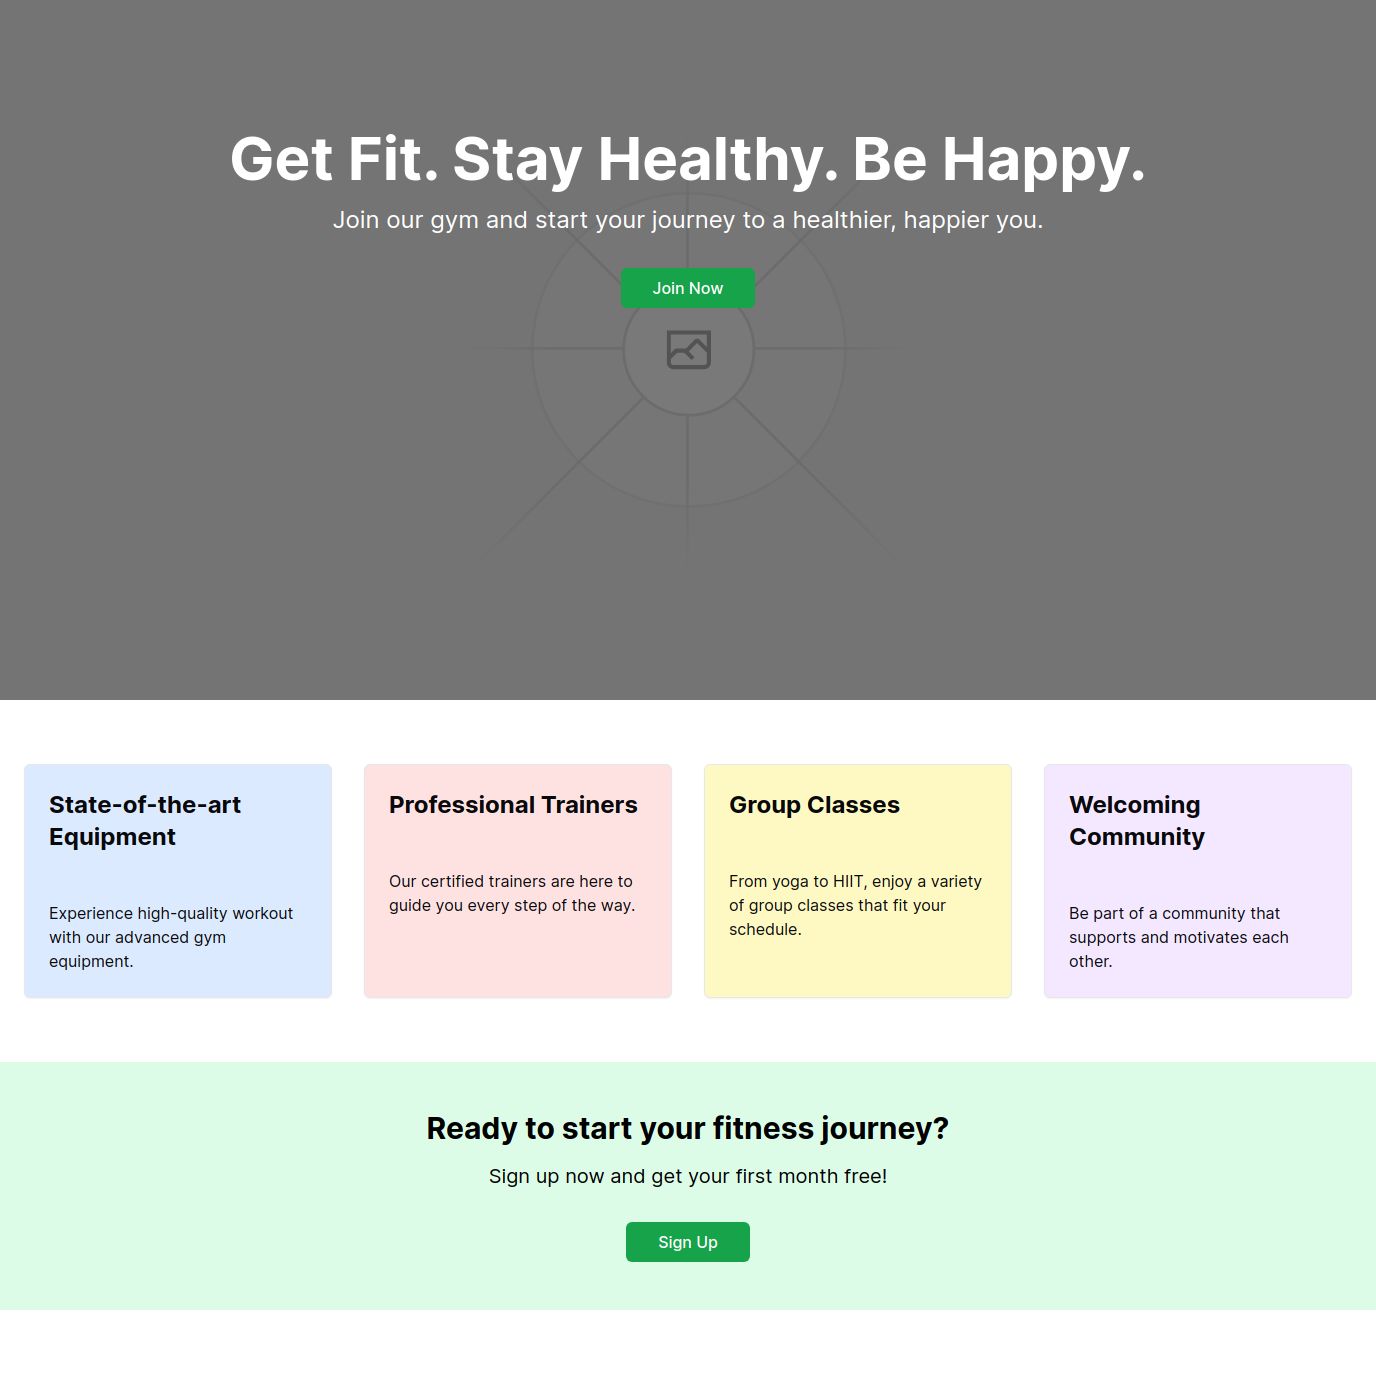 Get Fit. Stay Healthy. Be Happy.
Join our gym and start your journey to a healthier, happier you.
Join Now
State-of-the-art
Equipment
Experience high-quality workout
with our advanced gym
equipment.
Professional Trainers
Our certified trainers are here to
guide you every step of the way.
Group Classes
From yoga to HIIT, enjoy a variety
of group classes that fit your
schedule.
Welcoming
Community
Be part of a community that
supports and motivates each
other.
Ready to start your fitness journey?
Sign up now and get your first month free!
Sign Up